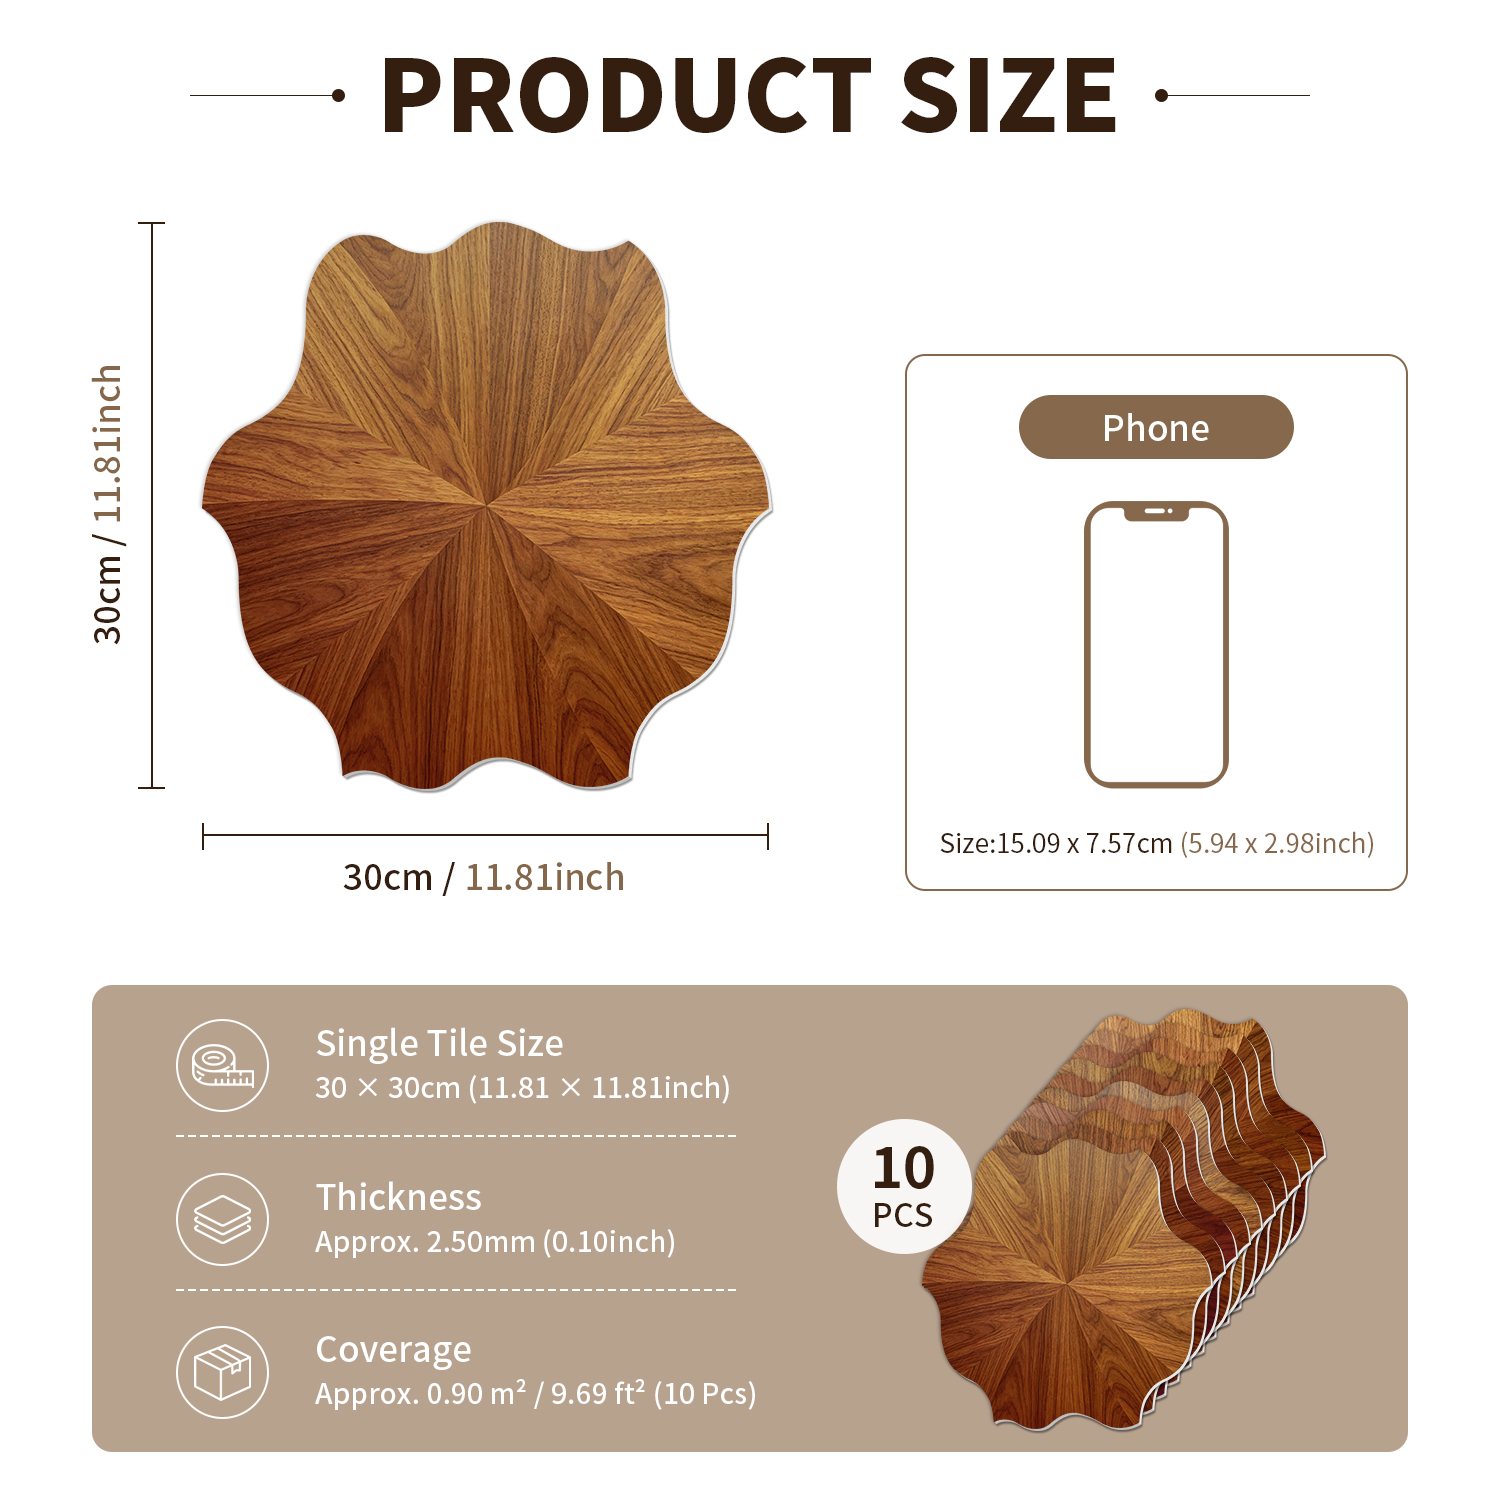 PRODUCT SIZE
30cm / 11.81inch
30cm / 11.81inch
Phone
Size:15.09 x 7.57cm (5.94 x 2.98inch)
Single Tile Size
30 × 30cm (11.81 × 11.81inch)
Thickness
Approx. 2.50mm (0.10inch)
Coverage
Approx. 0.90 m² / 9.69 ft² (10 Pcs)
10
PCS